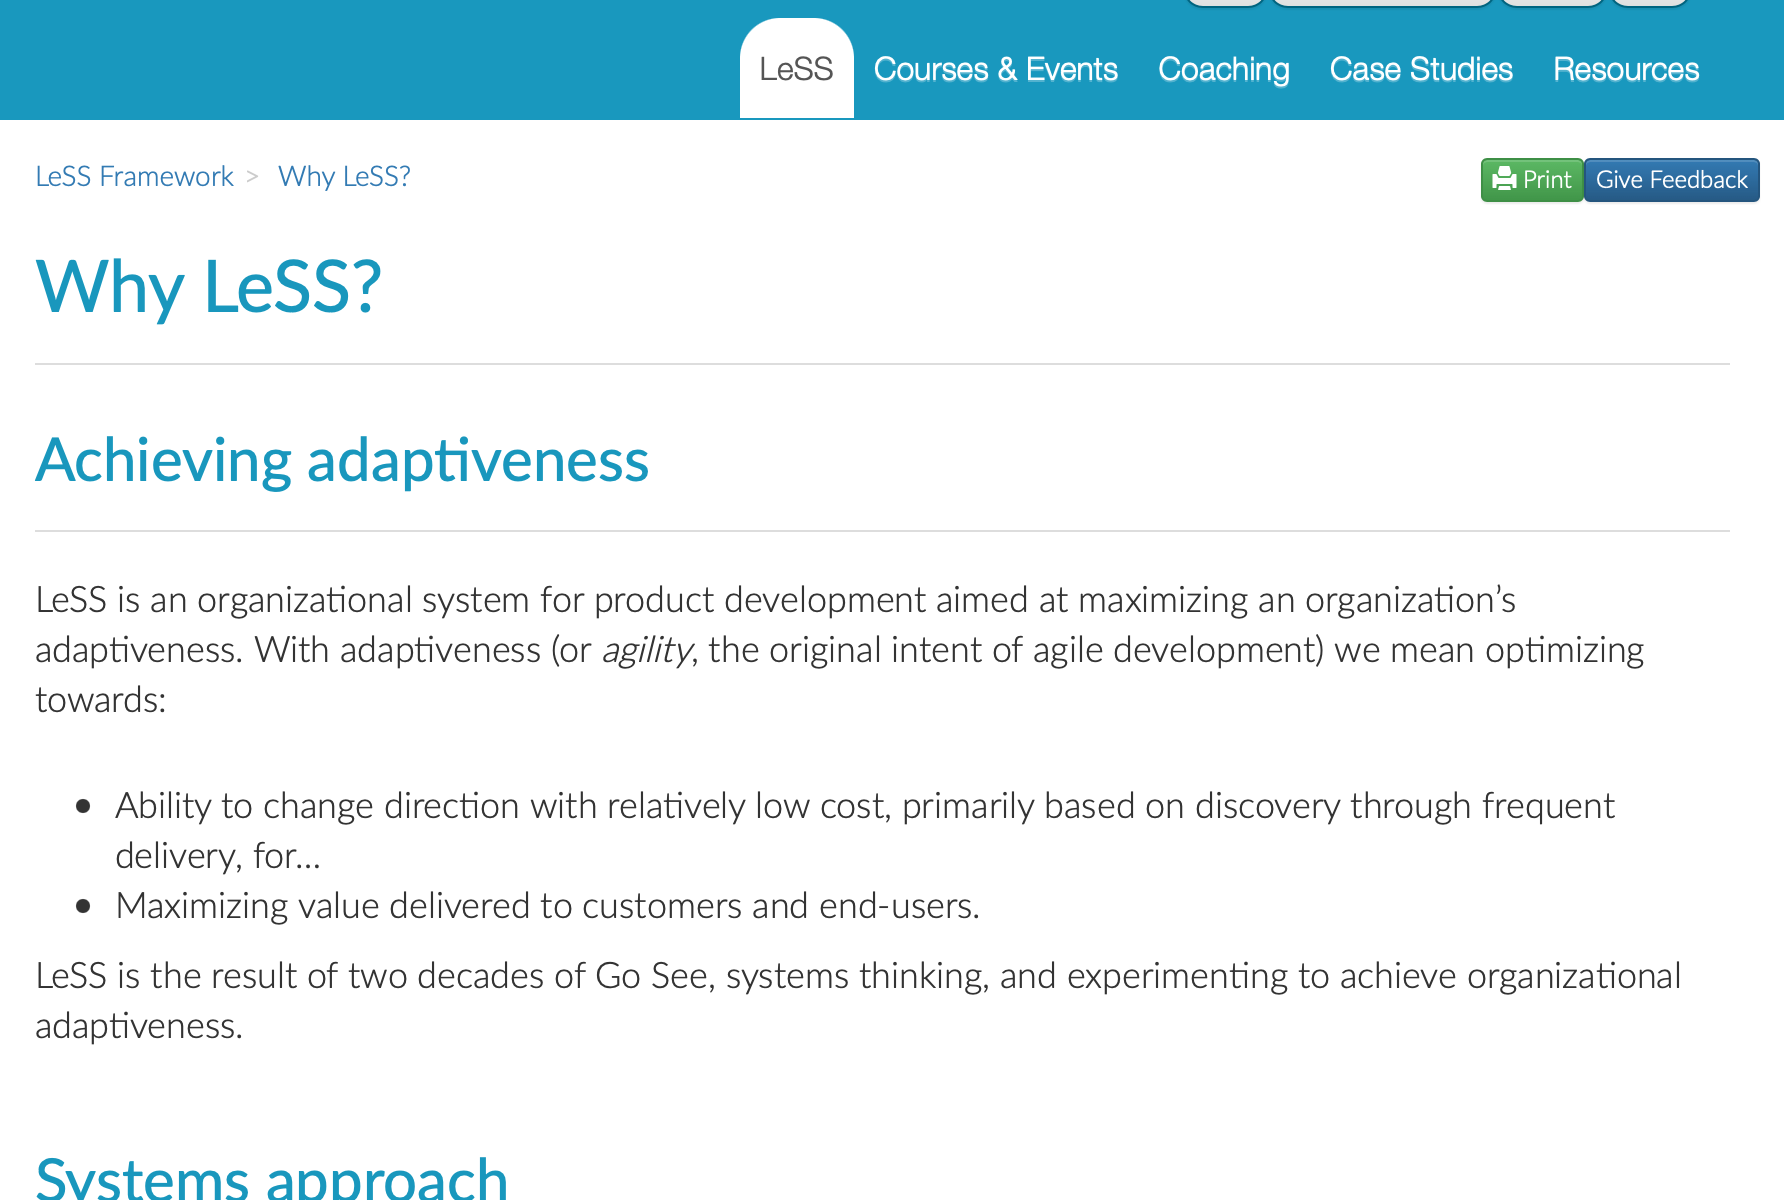 LeSS Courses & Events Coaching Case Studies Resources
LeSS Framework > Why LeSS?
Print Give Feedback
Why LeSS?
Achieving adaptiveness
LeSS is an organizational system for product development aimed at maximizing an organization’s
adaptiveness. With adaptiveness (or agility, the original intent of agile development) we mean optimizing
towards:
• Ability to change direction with relatively low cost, primarily based on discovery through frequent
delivery, for…
• Maximizing value delivered to customers and end-users.
LeSS is the result of two decades of Go See, systems thinking, and experimenting to achieve organizational
adaptiveness.
Systems approach